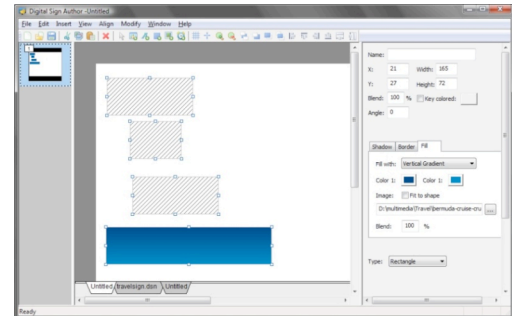 Digital Sign Author -Untitled
File Edit Insert View Align Modify Window Help
1
Name:
X: 21 Width: 165
Y: 27 Height: 72
Blend: 100 % Key colored:
Angle: 0
Shadow Border Fill
Fill with: Vertical Gradient
Color 1: Color 1:
Image: Fit to shape
D:\multimedia\Travel\bermuda-cruise-cru ...
Blend: 100 %
Type: Rectangle
Untitled travelsign.dsn Untitled
Ready